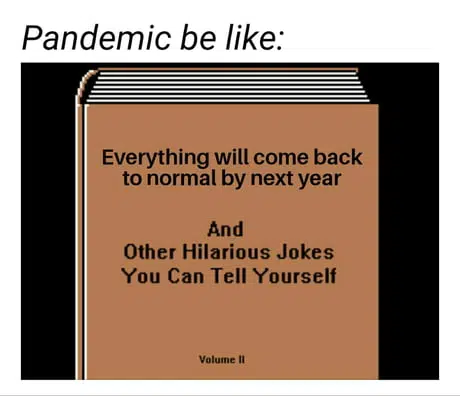 Pandemic be like:
Everything will come back
to normal by next year
And
Other Hilarious Jokes
You Can Tell Yourself
Volume II